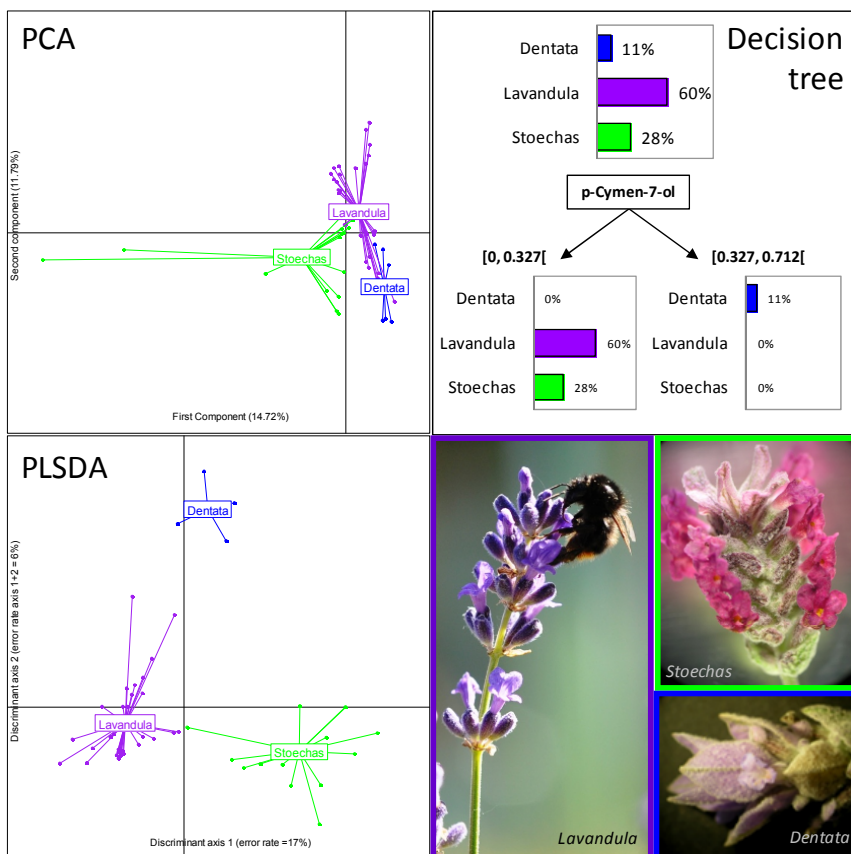 PCA
Second component (11.79%)
Lavandula
Stoechas
Dentata
First Component (14.72%)
Decision
tree
Dentata
11%
Lavandula
60%
Stoechas
28%
p-Cymen-7-ol
[0, 0.327[
Dentata
0%
Lavandula
60%
Stoechas
28%
[0.327, 0.712[
Dentata
11%
Lavandula
0%
Stoechas
0%
PLSDA
Discriminant axis 2 (error rate axis 1+2 = 6%)
Dentata
Lavandula
Stoechas
Discriminant axis 1 (error rate =17%)
Lavandula
Stoechas
Dentata